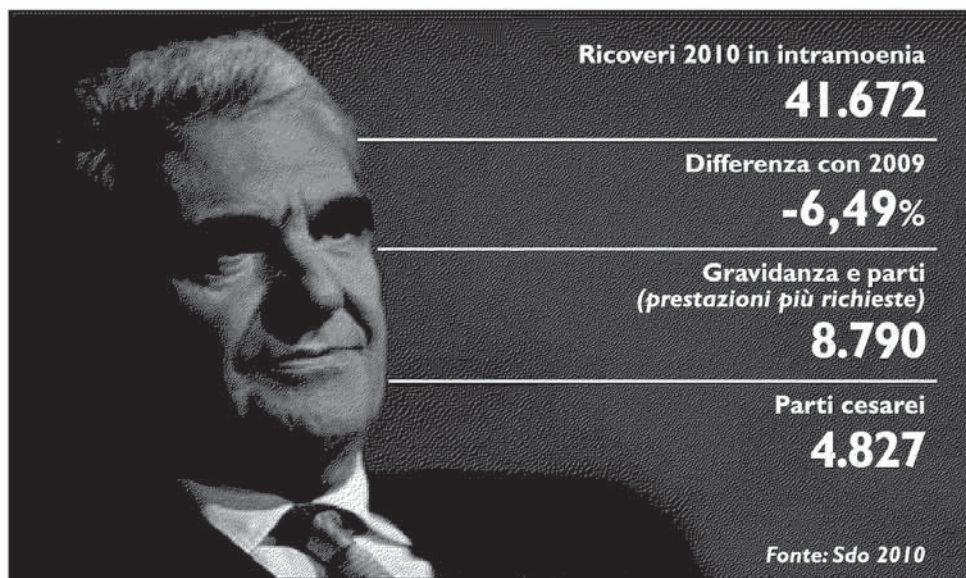 Ricoveri 2010 in intramoenia
41.672
Differenza con 2009
-6,49%
Gravidanza e parti
(prestazioni più richieste)
8.790
Parti cesarei
4.827
Fonte: Sdo 2010